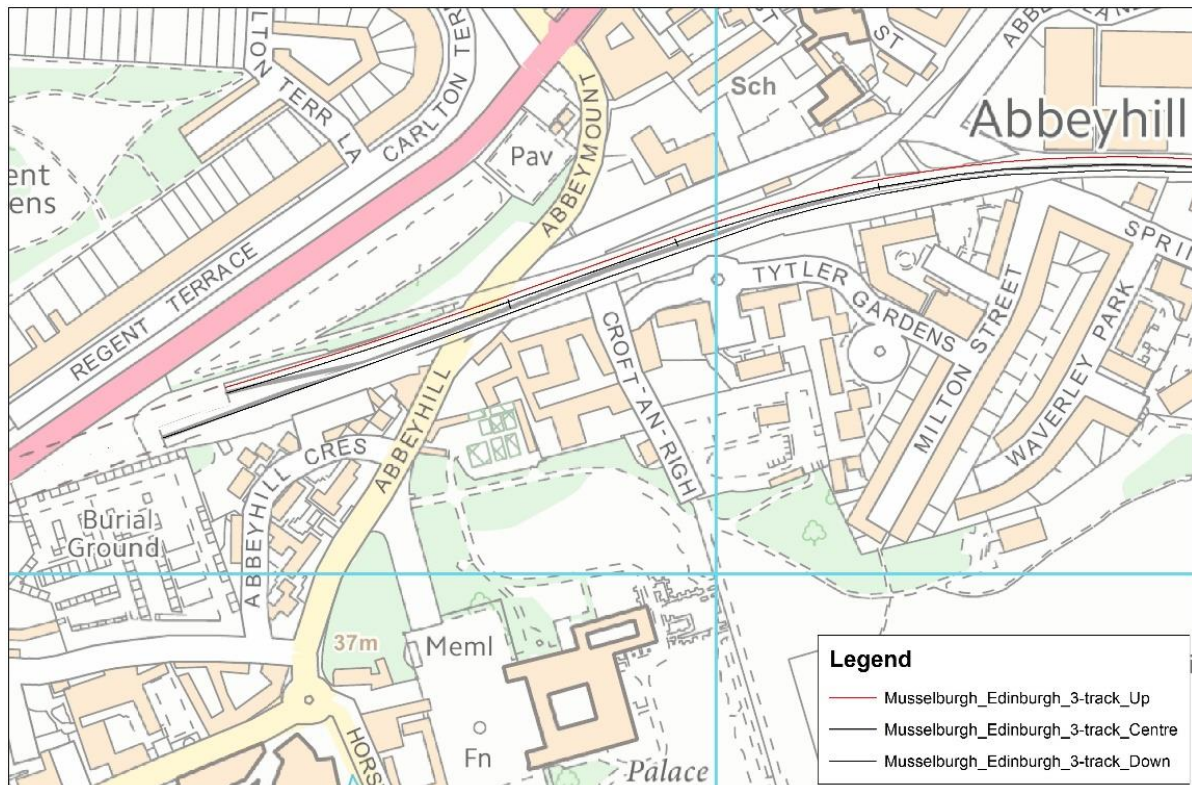 LTON TERR LA
CARLTON TER
ABBEYMOUNT
ST
ST
Sch
Abbeyhill
Pav
ent
ens
REGENT TERRACE
SPRI
TYTLER GARDENS
CROFT-AN-RIGH
MILTON STREET
WAVERLEY PARK
ABBEYHILL
ABBEYHILL CRES
Burial
Ground
37m
Meml
Fn
HORS
Palace
Legend
Musselburgh_Edinburgh_3-track_Up
Musselburgh_Edinburgh_3-track_Centre
Musselburgh_Edinburgh_3-track_Down